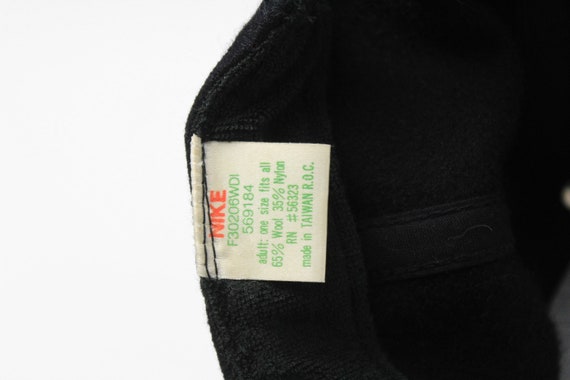 NIKE
F30206WDI
569184
adult: one size fits all
65% Wool 35% Nylon
RN #56323
made in TAIWAN R.O.C.